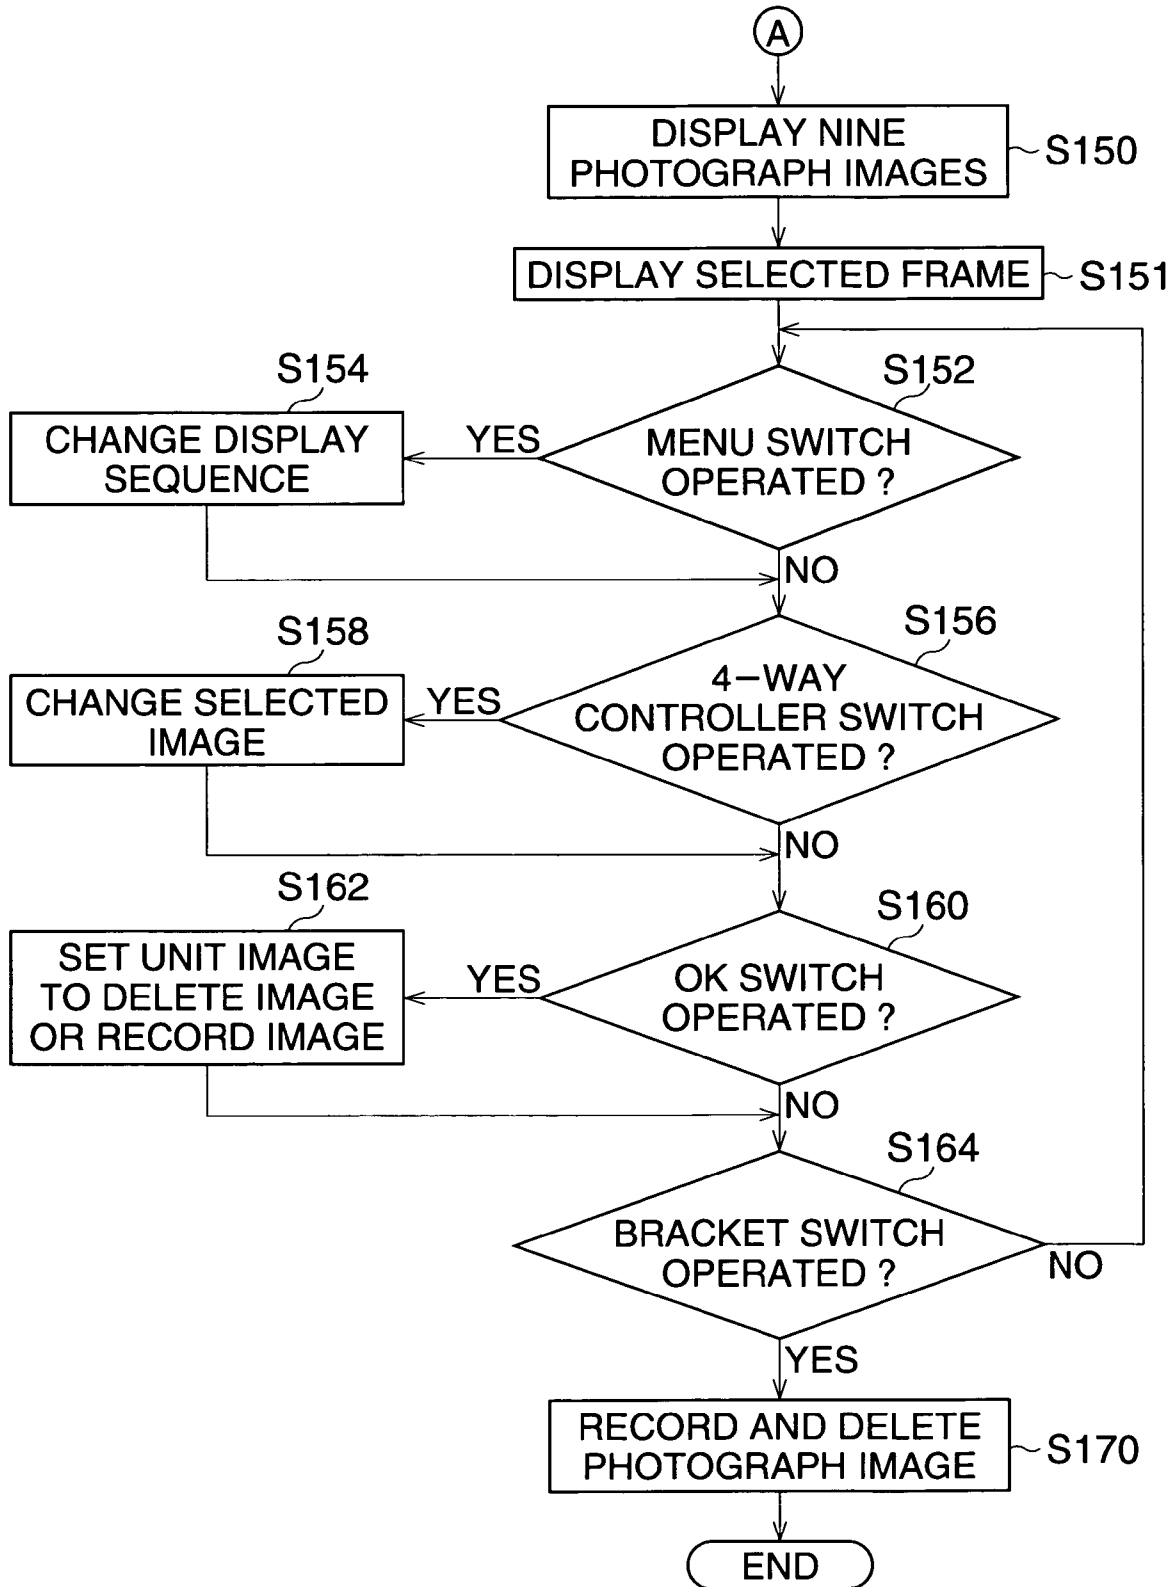 A
DISPLAY NINE
PHOTOGRAPH IMAGES
S150
DISPLAY SELECTED FRAME
S151
S152
MENU SWITCH
OPERATED ?
YES
S154
CHANGE DISPLAY
SEQUENCE
NO
S156
4-WAY
CONTROLLER SWITCH
OPERATED ?
YES
S158
CHANGE SELECTED
IMAGE
NO
S160
OK SWITCH
OPERATED ?
YES
S162
SET UNIT IMAGE
TO DELETE IMAGE
OR RECORD IMAGE
NO
S164
BRACKET SWITCH
OPERATED ?
NO
YES
RECORD AND DELETE
PHOTOGRAPH IMAGE
S170
END